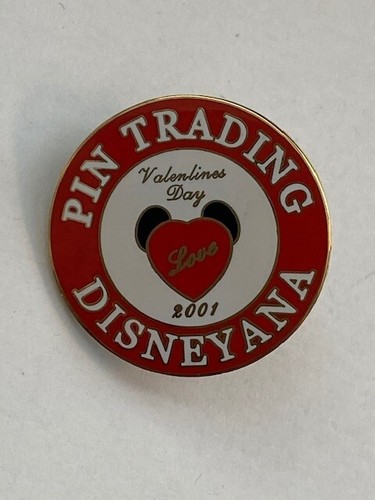 PIN TRADING
Valentines
Day
Love
2001
DISNEYANA